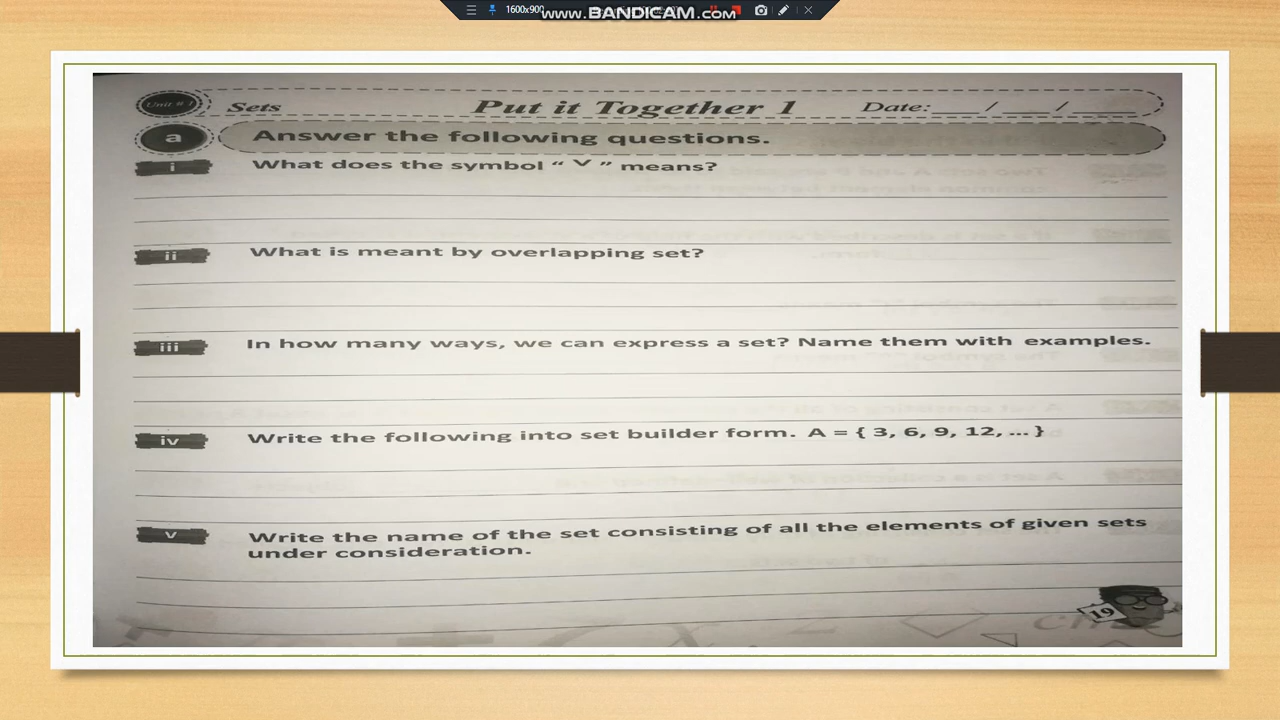 1600x900
www.BANDICAM.com
Unit # 1 Sets Put it Together 1 Date: ___/___/___
a Answer the following questions.
i What does the symbol “ ∨ ” means?
ii What is meant by overlapping set?
iii In how many ways, we can express a set? Name them with examples.
iv Write the following into set builder form. A = { 3, 6, 9, 12, ... }
v Write the name of the set consisting of all the elements of given sets
under consideration.
19